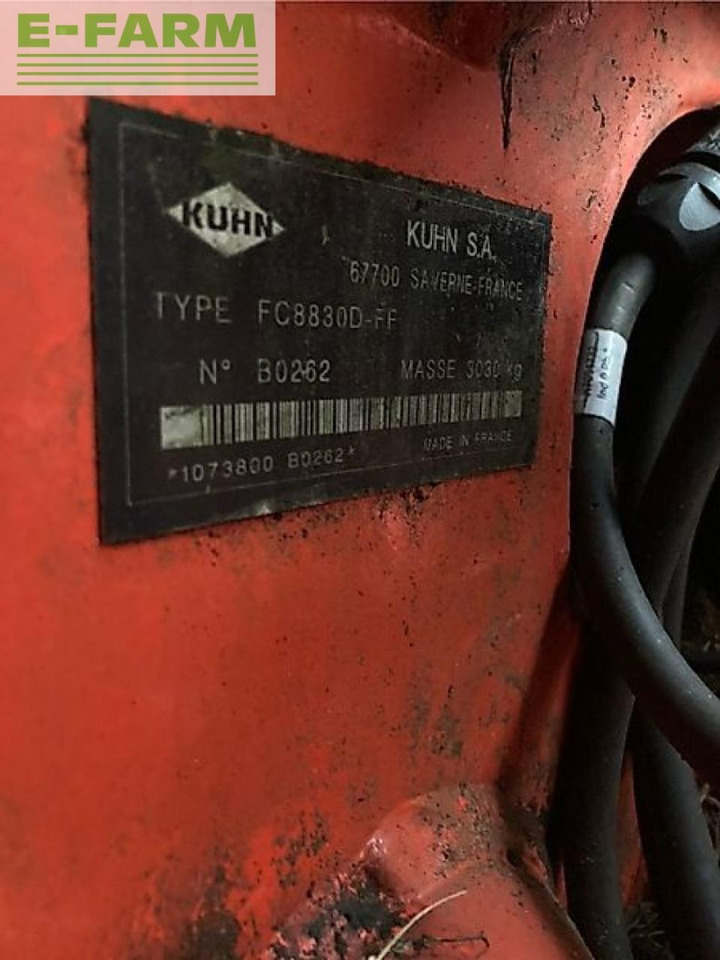 E-FARM
KUHN
KUHN S.A.
67700 SAVERNE-FRANCE
TYPE FC8830D-FF
N° B0262 MASSE 3030 kg
*1073800 B0262*
MADE IN FRANCE